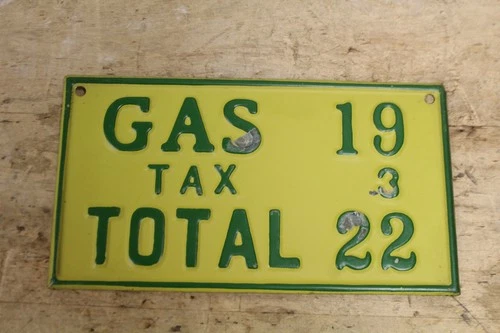 GAS 19
TAX .3
TOTAL 22